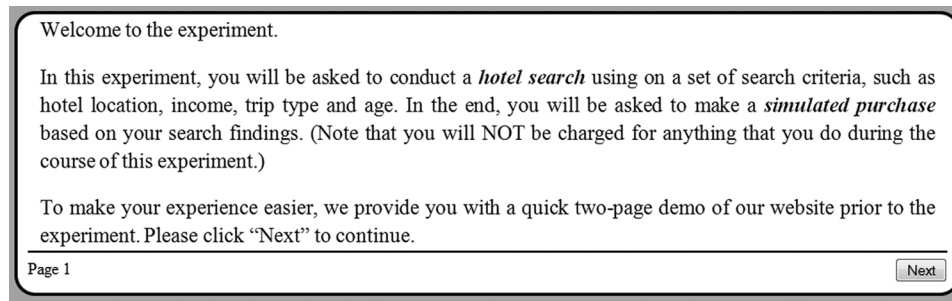 Welcome to the experiment.
In this experiment, you will be asked to conduct a hotel search using on a set of search criteria, such as
hotel location, income, trip type and age. In the end, you will be asked to make a simulated purchase
based on your search findings. (Note that you will NOT be charged for anything that you do during the
course of this experiment.)
To make your experience easier, we provide you with a quick two-page demo of our website prior to the
experiment. Please click “Next” to continue.
Page 1
Next